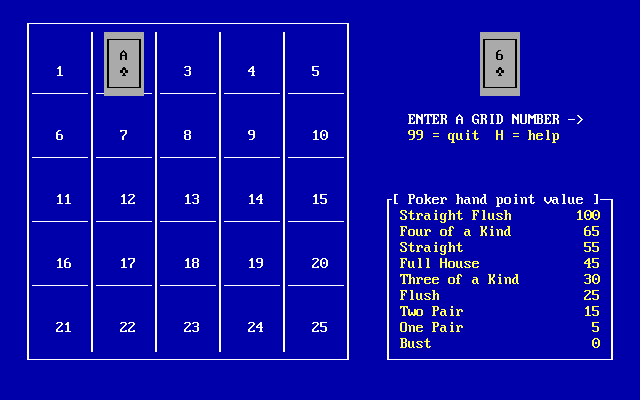 A 6
♠ ♠
1 3 4 5
ENTER A GRID NUMBER ->
6 7 8 9 10 99 = quit H = help
11 12 13 14 15
[ Poker hand point value ]
Straight Flush 100
Four of a Kind 65
Straight 55
16 17 18 19 20
Full House 45
Three of a Kind 30
Flush 25
Two Pair 15
21 22 23 24 25
One Pair 5
Bust 0